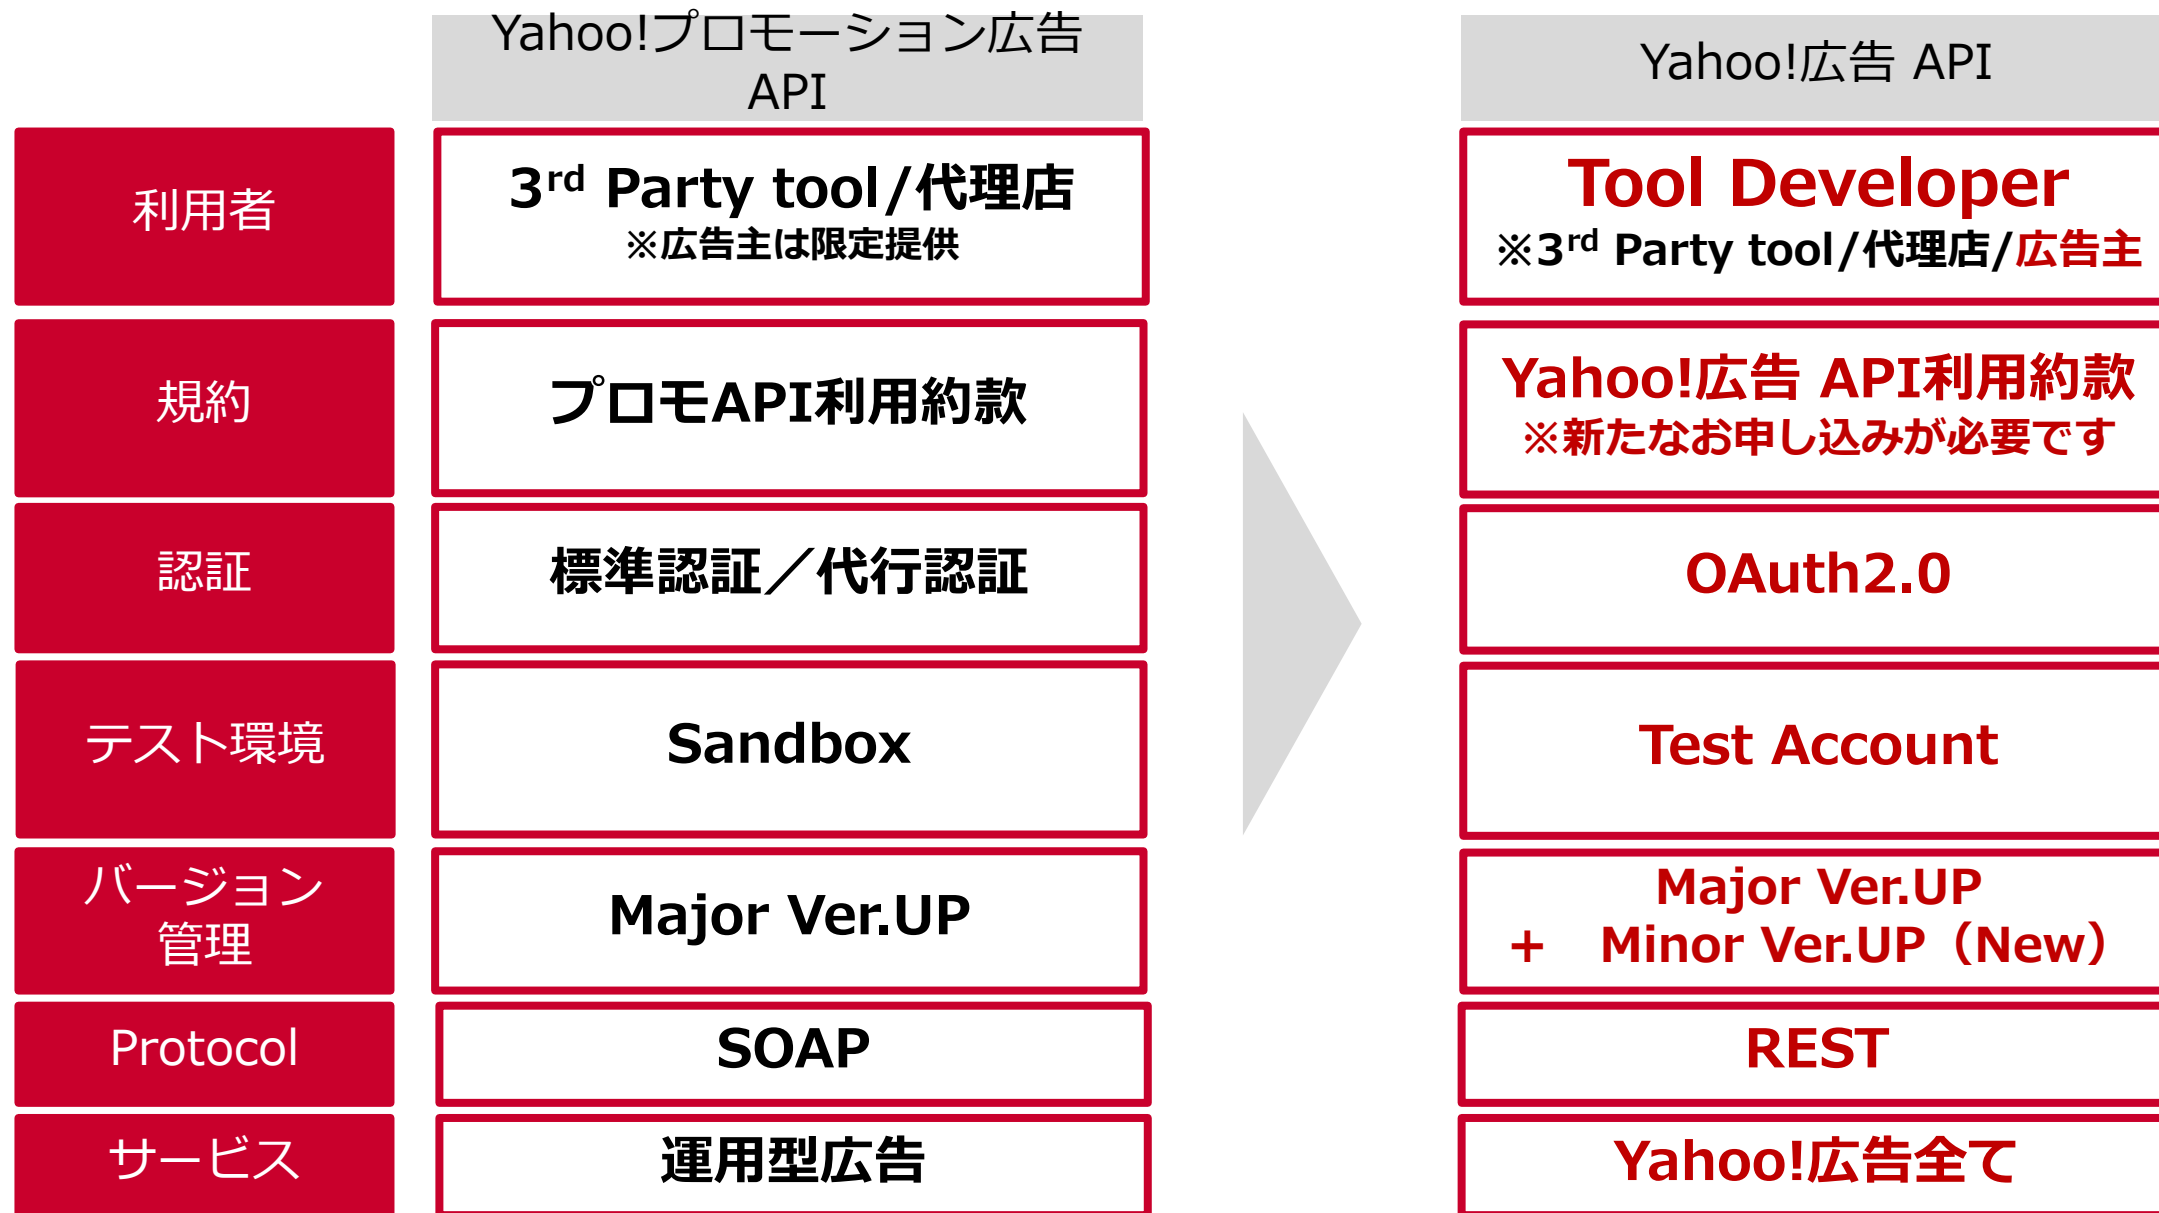 Yahoo!プロモーション広告
API
Yahoo!広告 API
利用者
3rd Party tool/代理店
※広告主は限定提供
Tool Developer
※3rd Party tool/代理店/広告主
規約
プロモAPI利用約款
Yahoo!広告 API利用約款
※新たなお申し込みが必要です
認証
標準認証／代行認証
OAuth2.0
テスト環境
Sandbox
Test Account
バージョン
管理
Major Ver.UP
Major Ver.UP
+ Minor Ver.UP（New）
Protocol
SOAP
REST
サービス
運用型広告
Yahoo!広告全て